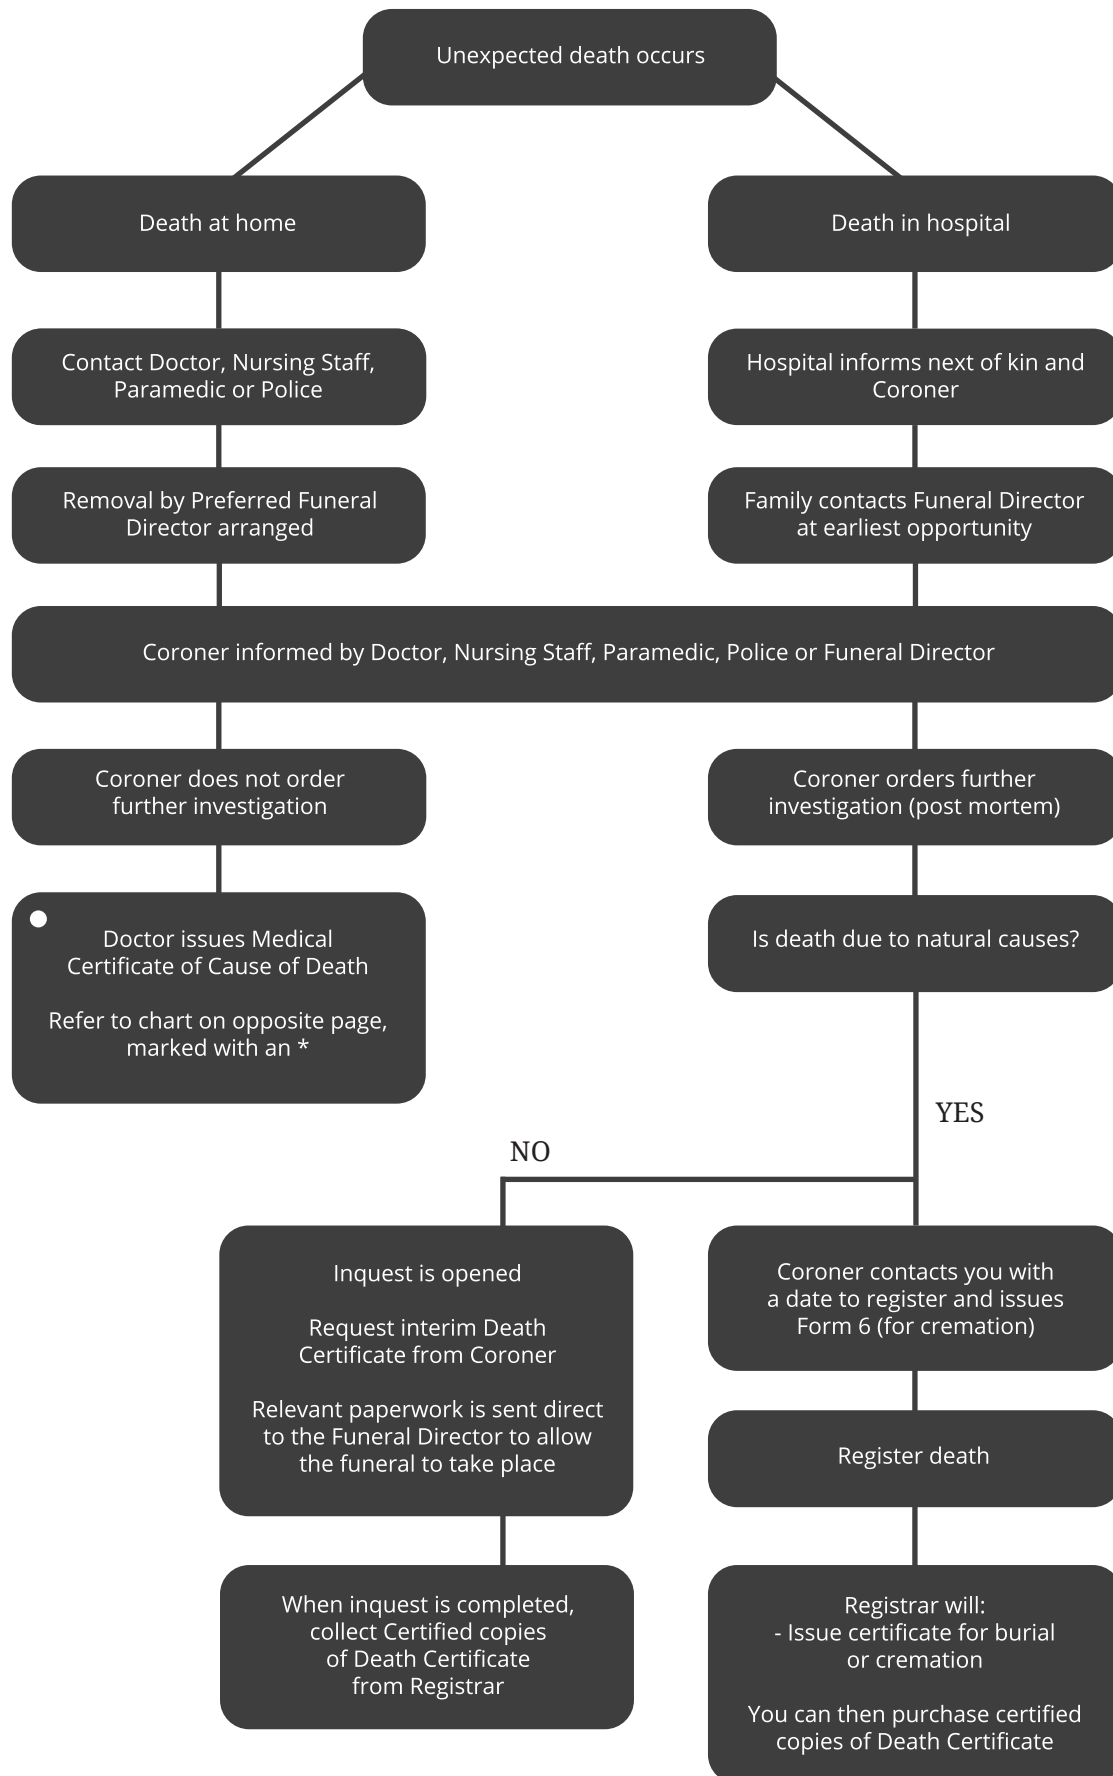 Unexpected death occurs
Death at home
Death in hospital
Contact Doctor, Nursing Staff,
Paramedic or Police
Hospital informs next of kin and
Coroner
Removal by Preferred Funeral
Director arranged
Family contacts Funeral Director
at earliest opportunity
Coroner informed by Doctor, Nursing Staff, Paramedic, Police or Funeral Director
Coroner does not order
further investigation
Coroner orders further
investigation (post mortem)
Doctor issues Medical
Certificate of Cause of Death
Refer to chart on opposite page,
marked with an *
Is death due to natural causes?
YES
NO
Inquest is opened
Request interim Death
Certificate from Coroner
Relevant paperwork is sent direct
to the Funeral Director to allow
the funeral to take place
Coroner contacts you with
a date to register and issues
Form 6 (for cremation)
Register death
When inquest is completed,
collect Certified copies
of Death Certificate
from Registrar
Registrar will:
- Issue certificate for burial
or cremation
You can then purchase certified
copies of Death Certificate